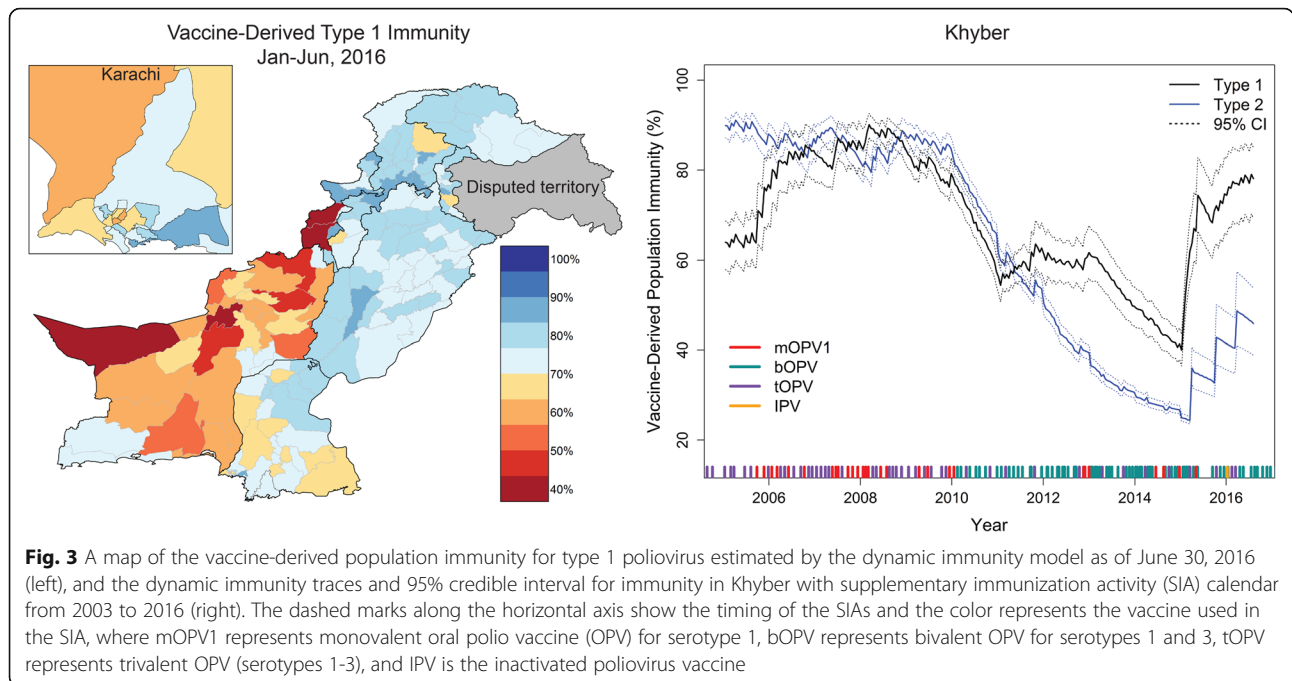 Vaccine-Derived Type 1 Immunity
Jan-Jun, 2016
Karachi
Disputed territory
100%
90%
80%
70%
60%
50%
40%
Khyber
Vaccine-Derived Population Immunity (%)
100
80
60
40
20
Type 1
Type 2
95% CI
mOPV1
bOPV
tOPV
IPV
2006
2008
2010
2012
2014
2016
Year
Fig. 3 A map of the vaccine-derived population immunity for type 1 poliovirus estimated by the dynamic immunity model as of June 30, 2016
(left), and the dynamic immunity traces and 95% credible interval for immunity in Khyber with supplementary immunization activity (SIA) calendar
from 2003 to 2016 (right). The dashed marks along the horizontal axis show the timing of the SIAs and the color represents the vaccine used in
the SIA, where mOPV1 represents monovalent oral polio vaccine (OPV) for serotype 1, bOPV represents bivalent OPV for serotypes 1 and 3, tOPV
represents trivalent OPV (serotypes 1-3), and IPV is the inactivated poliovirus vaccine